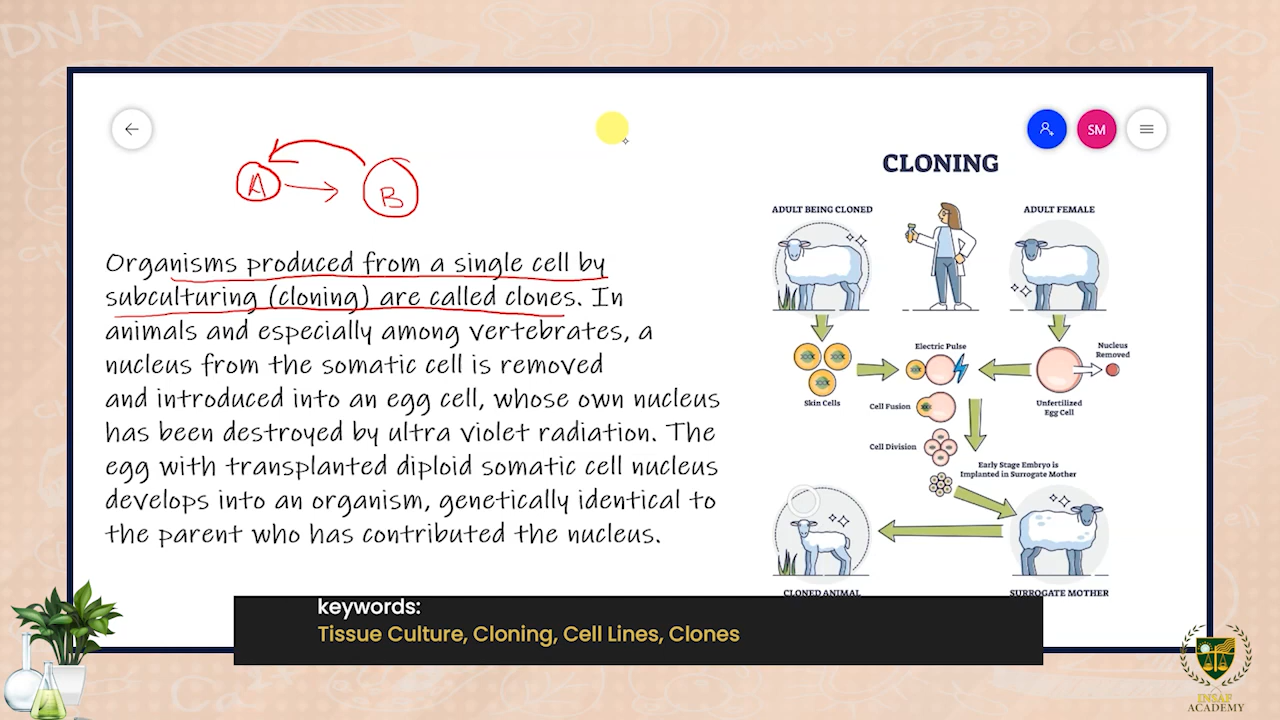 DNA
embryo
Cell
SM
A
B
CLONING
Organisms produced from a single cell by
subculturing (cloning) are called clones. In
animals and especially among vertebrates, a
nucleus from the somatic cell is removed
and introduced into an egg cell, whose own nucleus
has been destroyed by ultra violet radiation. The
egg with transplanted diploid somatic cell nucleus
develops into an organism, genetically identical to
the parent who has contributed the nucleus.
ADULT BEING CLONED
ADULT FEMALE
Electric Pulse
Nucleus
Removed
Skin Cells
Cell Fusion
Unfertilized
Egg Cell
Cell Division
Early Stage Embryo is
Implanted in Surrogate Mother
CLONED ANIMAL
SURROGATE MOTHER
keywords:
Tissue Culture, Cloning, Cell Lines, Clones
INSAF
ACADEMY